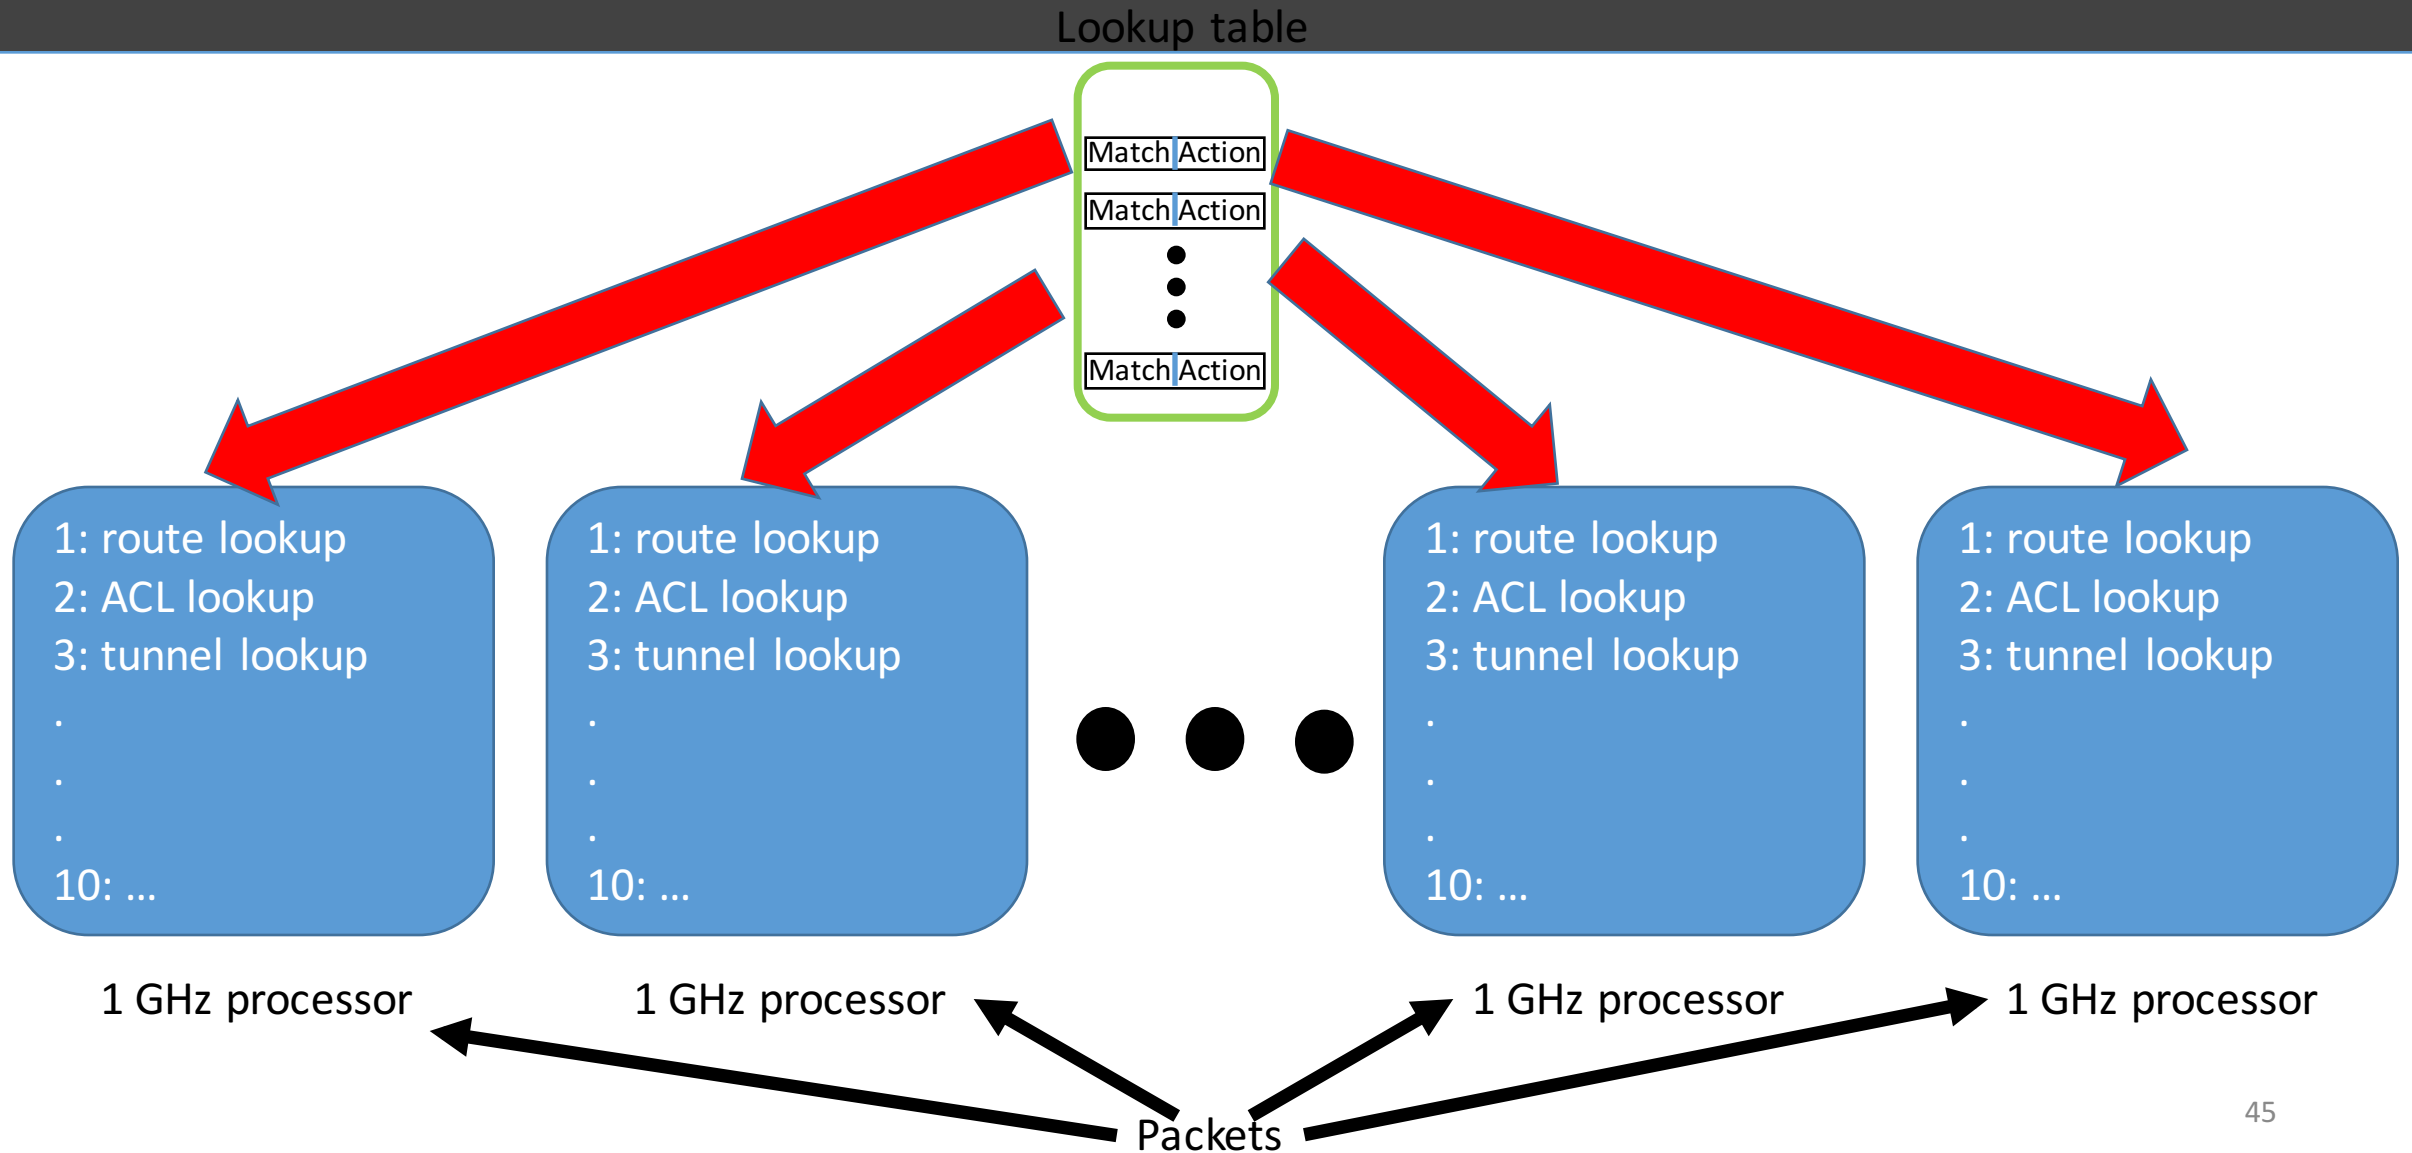 Lookup table
Match Action
Match Action
Match Action
1: route lookup
2: ACL lookup
3: tunnel lookup
.
.
.
10: ...
1: route lookup
2: ACL lookup
3: tunnel lookup
.
.
.
10: ...
1: route lookup
2: ACL lookup
3: tunnel lookup
.
.
.
10: ...
1: route lookup
2: ACL lookup
3: tunnel lookup
.
.
.
10: ...
1 GHz processor
1 GHz processor
1 GHz processor
1 GHz processor
Packets
45